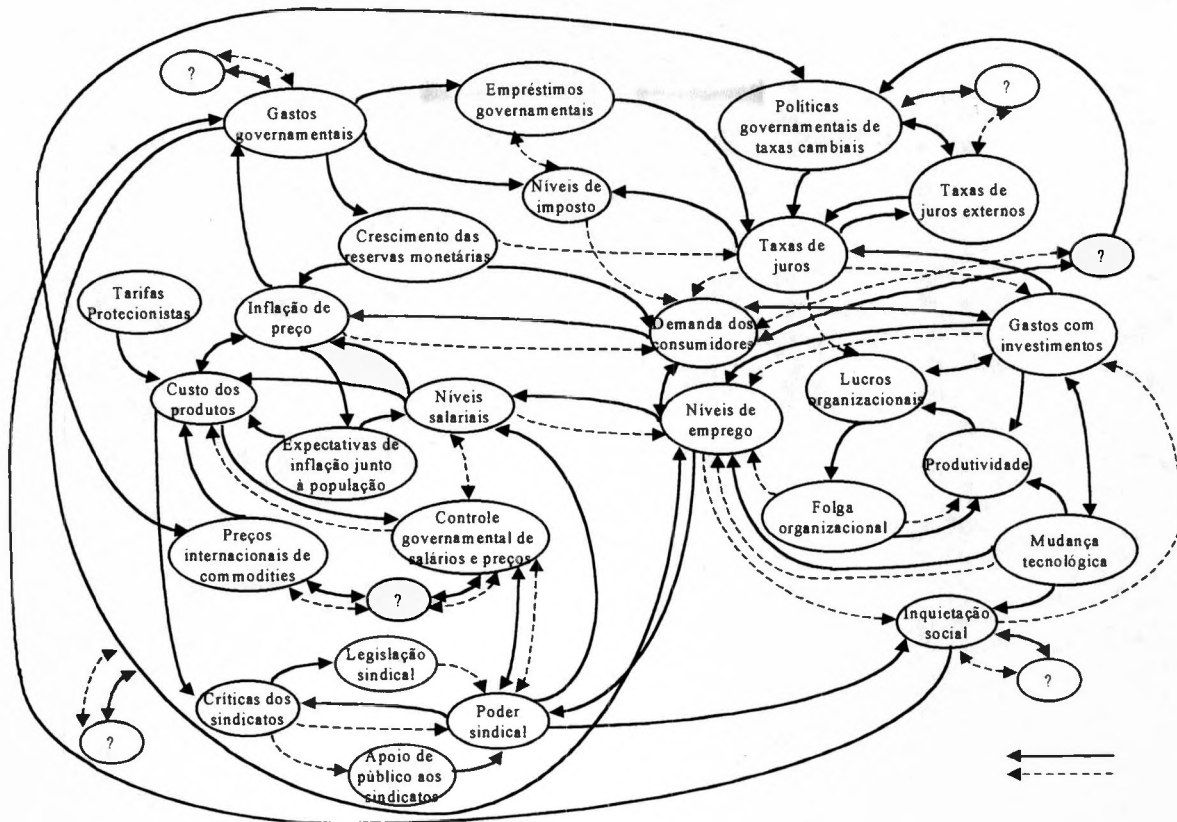 ?
Gastos
governamentais
Empréstimos
governamentais
Políticas
governamentais de
taxas cambiais
?
Níveis de
imposto
Taxas de
juros externos
Crescimento das
reservas monetárias
Taxas de
juros
?
Tarifas
Protecionistas
Inflação de
preço
Demanda dos
consumidores
Gastos com
investimentos
Custo dos
produtos
Níveis
salariais
Níveis de
emprego
Lucros
organizacionais
Expectativas de
inflação junto
à população
Produtividade
Folga
organizacional
Controle
governamental de
salários e preços
Preços
internacionais de
commodities
Mudança
tecnológica
?
Inquietação
social
?
Legislação
sindical
Críticas dos
sindicatos
Poder
sindical
?
Apoio de
público aos
sindicatos